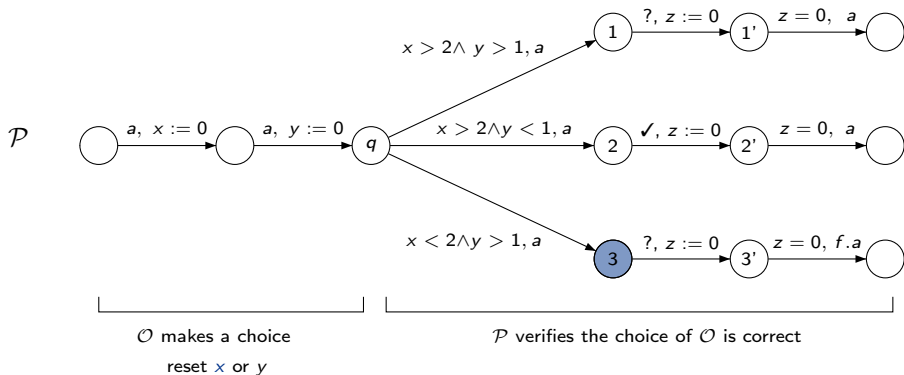 1 ?, z := 0 1' z = 0, a
x > 2∧ y > 1, a
𝒫 a, x := 0 a, y := 0 q x > 2∧y < 1, a 2 ✓, z := 0 2' z = 0, a
x < 2∧y > 1, a 3 ?, z := 0 3' z = 0, f.a
𝒪 makes a choice
reset x or y
𝒫 verifies the choice of 𝒪 is correct